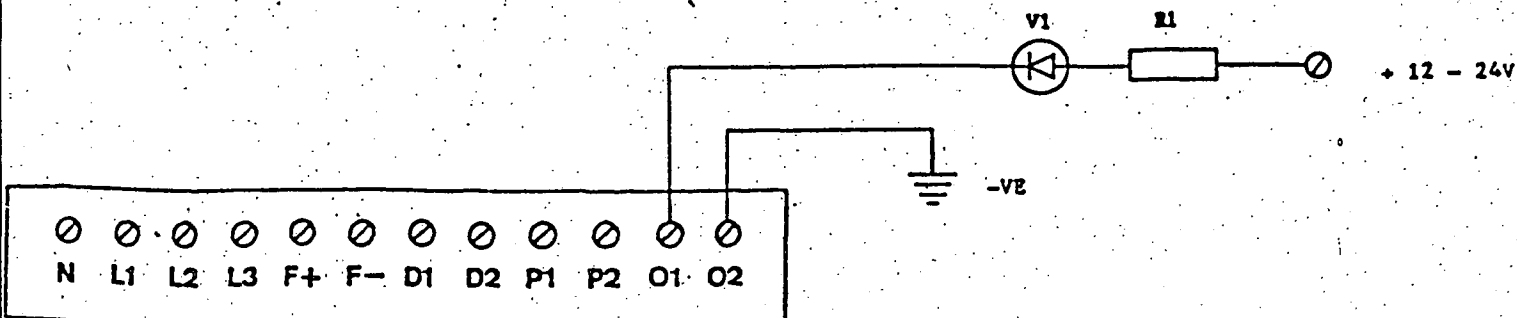 V1 R1
+ 12 - 24V
-VE
N L1 L2 L3 F+ F- D1 D2 P1 P2 O1 O2